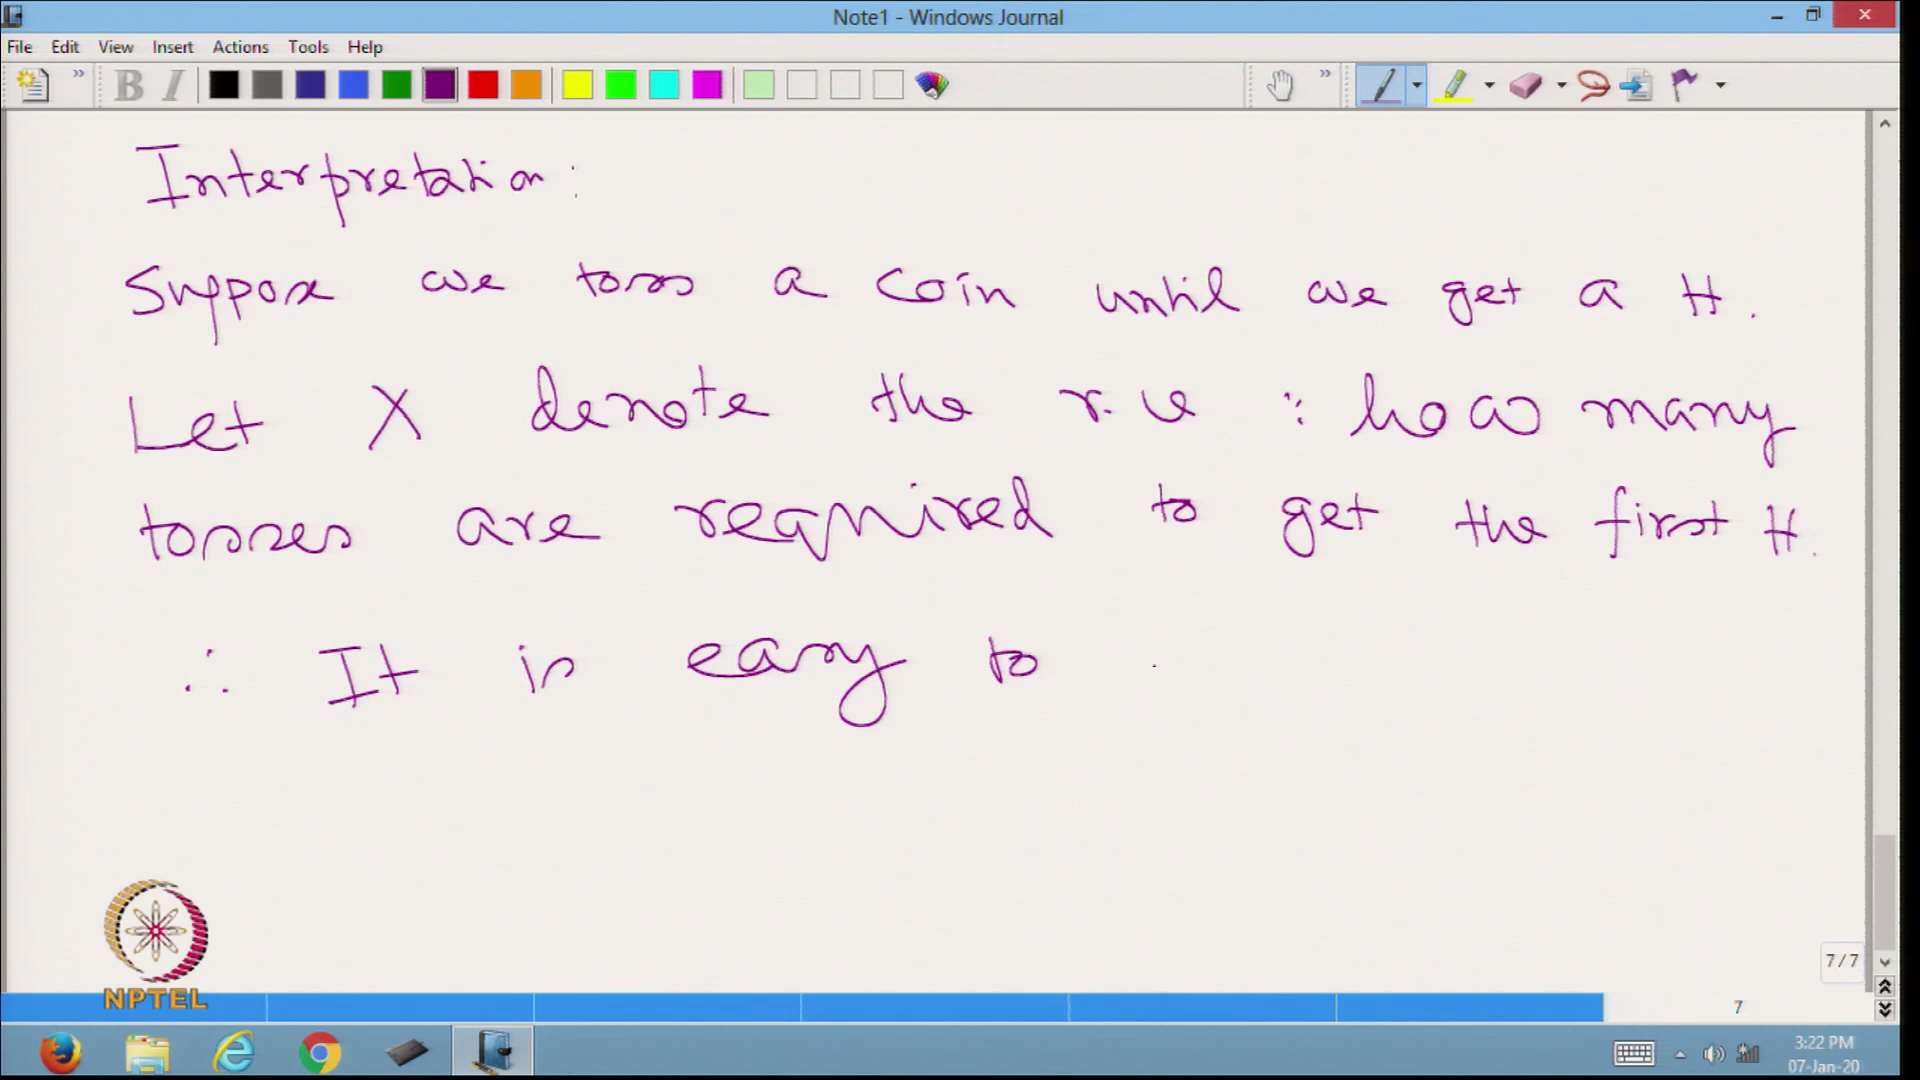 Note1 - Windows Journal
File Edit View Insert Actions Tools Help
B I
Interpretation:
Suppose we toss a coin until we get a H.
Let X denote the r.v : how many
tosses are required to get the first H.
∴ It is easy to
NPTEL
7/7
7
3:22 PM
07-Jan-20